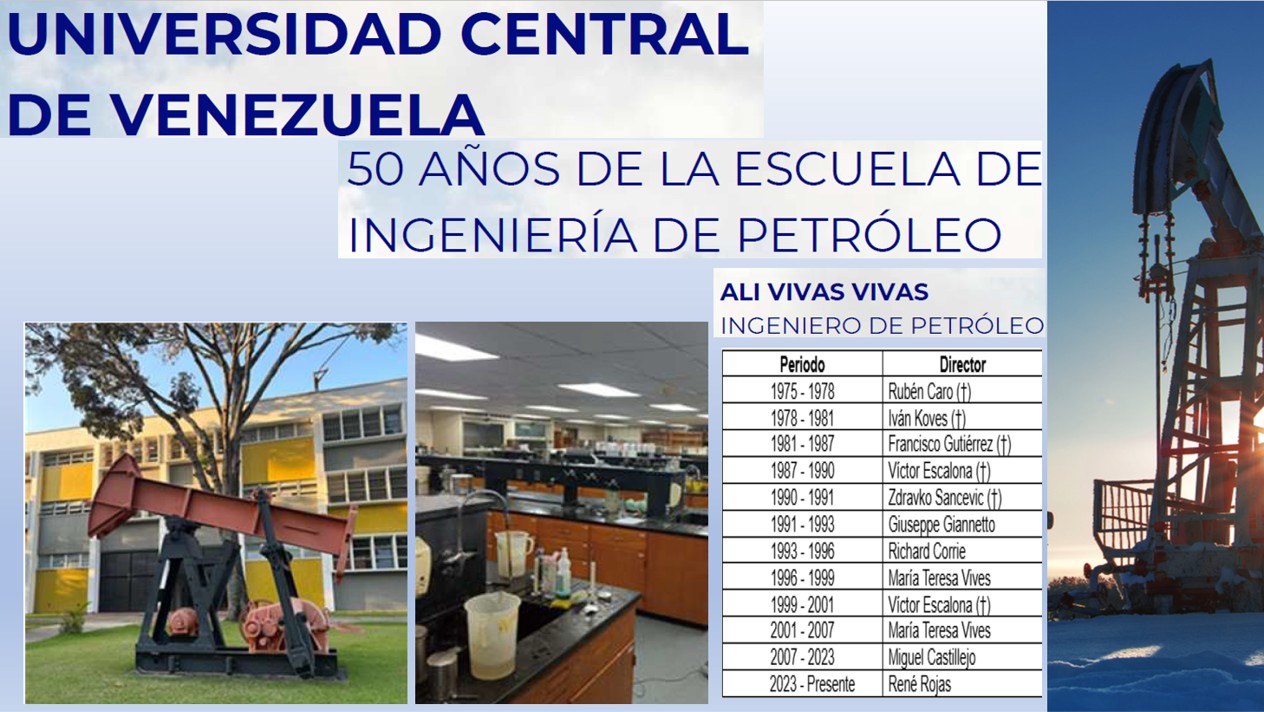 UNIVERSIDAD CENTRAL
DE VENEZUELA
50 AÑOS DE LA ESCUELA DE
INGENIERÍA DE PETRÓLEO
ALI VIVAS VIVAS
INGENIERO DE PETRÓLEO
Periodo Director
1975 - 1978 Rubén Caro (†)
1978 - 1981 Iván Koves (†)
1981 - 1987 Francisco Gutiérrez (†)
1987 - 1990 Víctor Escalona (†)
1990 - 1991 Zdravko Sancevic (†)
1991 - 1993 Giuseppe Giannetto
1993 - 1996 Richard Corrie
1996 - 1999 María Teresa Vives
1999 - 2001 Víctor Escalona (†)
2001 - 2007 María Teresa Vives
2007 - 2023 Miguel Castillejo
2023 - Presente René Rojas